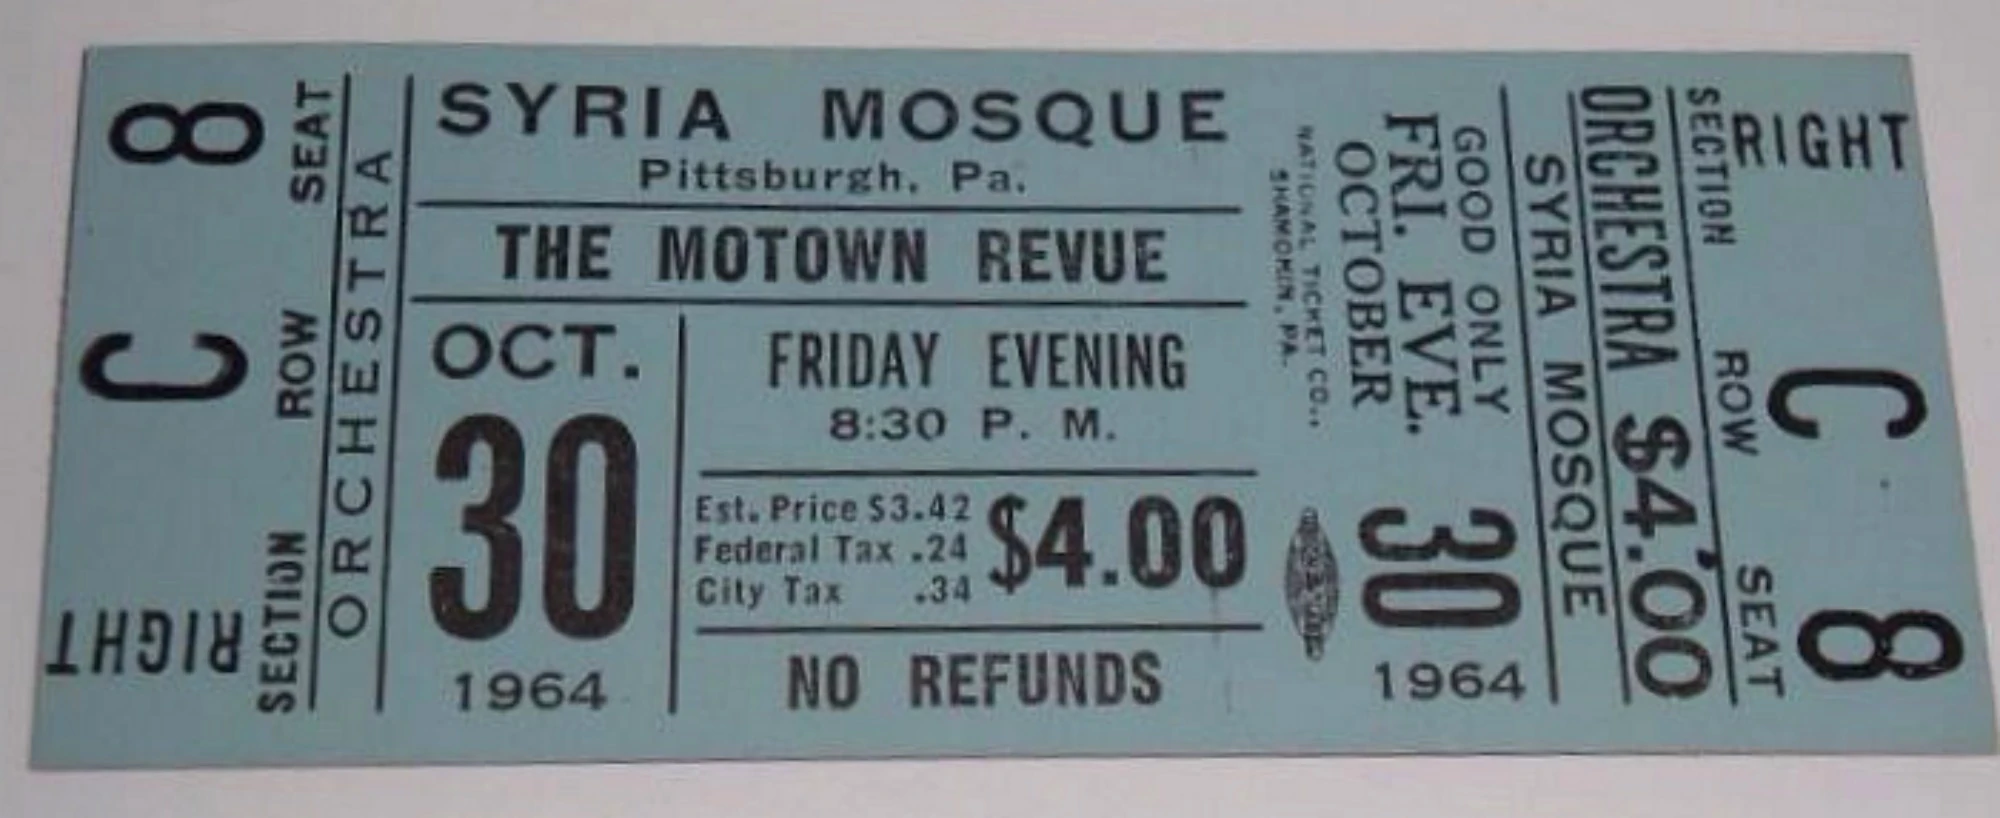 8
SEAT
C
ROW
RIGHT
SECTION
ORCHESTRA
SYRIA MOSQUE
Pittsburgh, Pa.
THE MOTOWN REVUE
OCT.
30
1964
FRIDAY EVENING
8:30 P. M.
Est. Price $3.42
Federal Tax .24
City Tax .34
$4.00
NO REFUNDS
NATIONAL TICKET CO.,
SHAMOKIN, PA.
GOOD ONLY
FRI. EVE.
OCTOBER
30
1964
SYRIA MOSQUE
ORCHESTRA $4.00
SECTION
RIGHT
ROW
C
SEAT
8